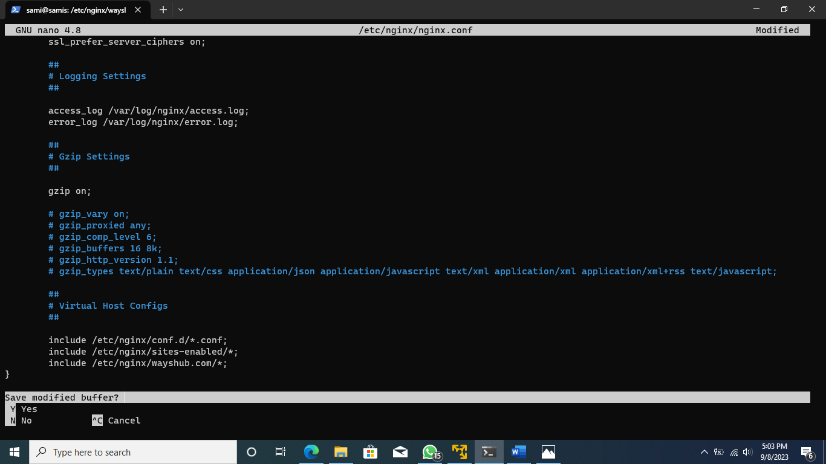 sami@samis: /etc/nginx/waysl
GNU nano 4.8 /etc/nginx/nginx.conf Modified
ssl_prefer_server_ciphers on;
##
# Logging Settings
##
access_log /var/log/nginx/access.log;
error_log /var/log/nginx/error.log;
##
# Gzip Settings
##
gzip on;
# gzip_vary on;
# gzip_proxied any;
# gzip_comp_level 6;
# gzip_buffers 16 8k;
# gzip_http_version 1.1;
# gzip_types text/plain text/css application/json application/javascript text/xml application/xml application/xml+rss text/javascript;
##
# Virtual Host Configs
##
include /etc/nginx/conf.d/*.conf;
include /etc/nginx/sites-enabled/*;
include /etc/nginx/wayshub.com/*;
}
Save modified buffer?
Y Yes
N No ^C Cancel
Type here to search
15
W
5:03 PM
9/8/2023
6